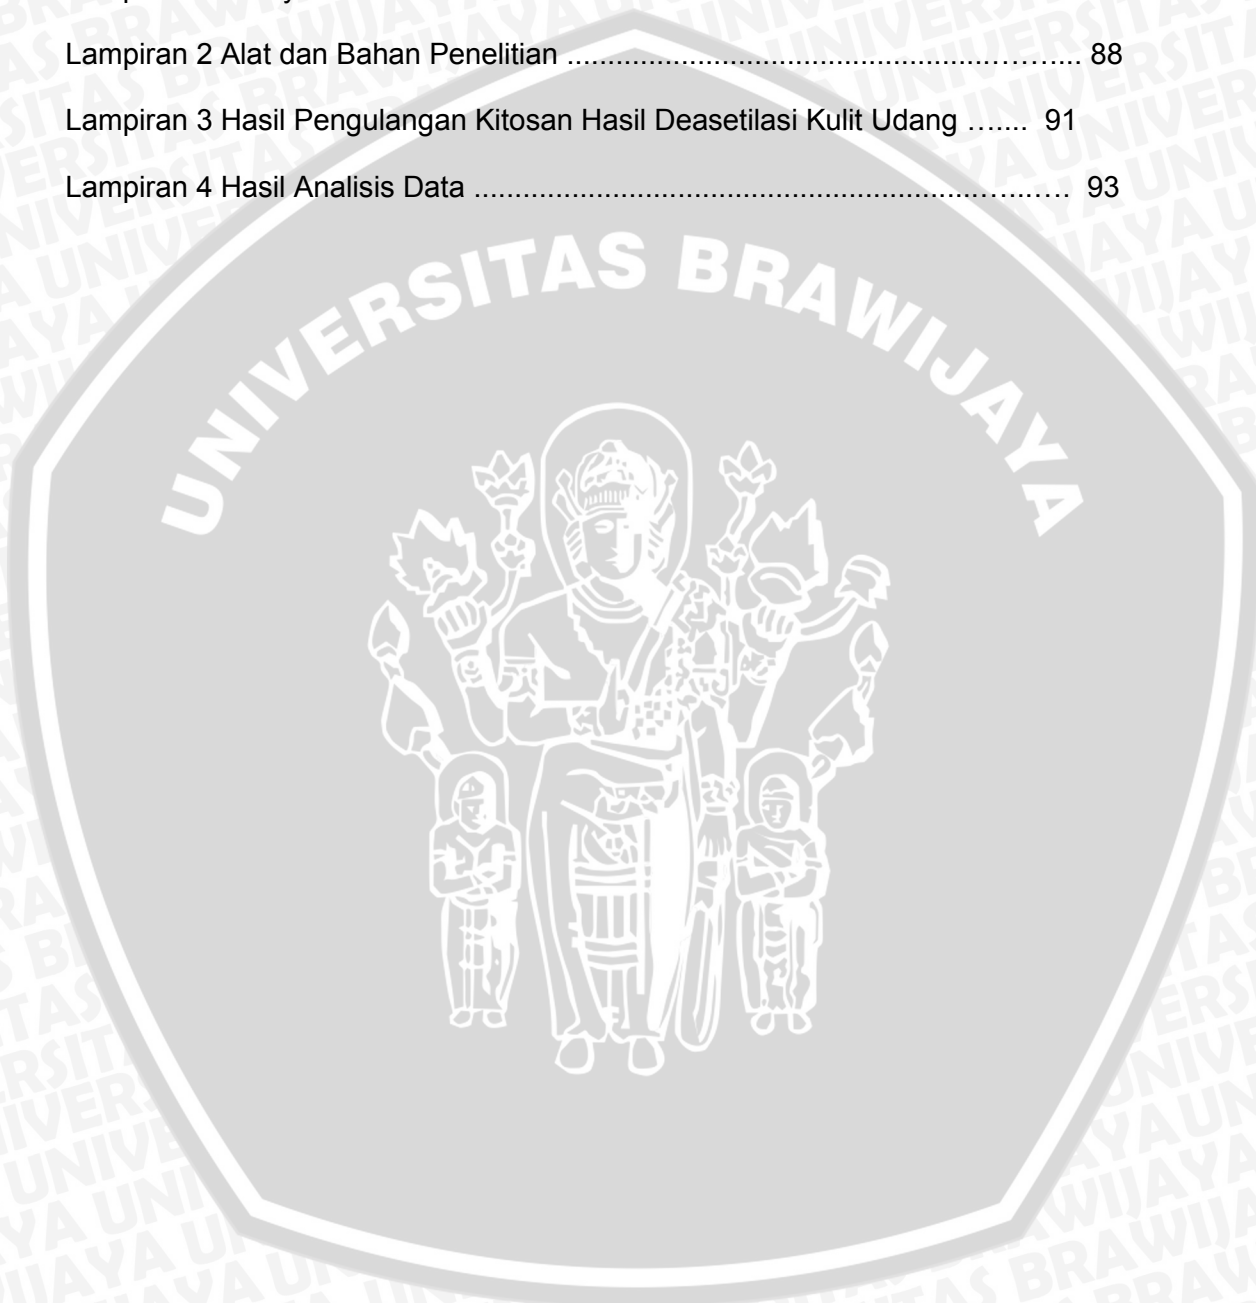 Lampiran 2 Alat dan Bahan Penelitian ............................................................... 88
Lampiran 3 Hasil Pengulangan Kitosan Hasil Deasetilasi Kulit Udang ….... 91
Lampiran 4 Hasil Analisis Data ......................................................................…. 93
UNIVERSITAS BRAWIJAYA